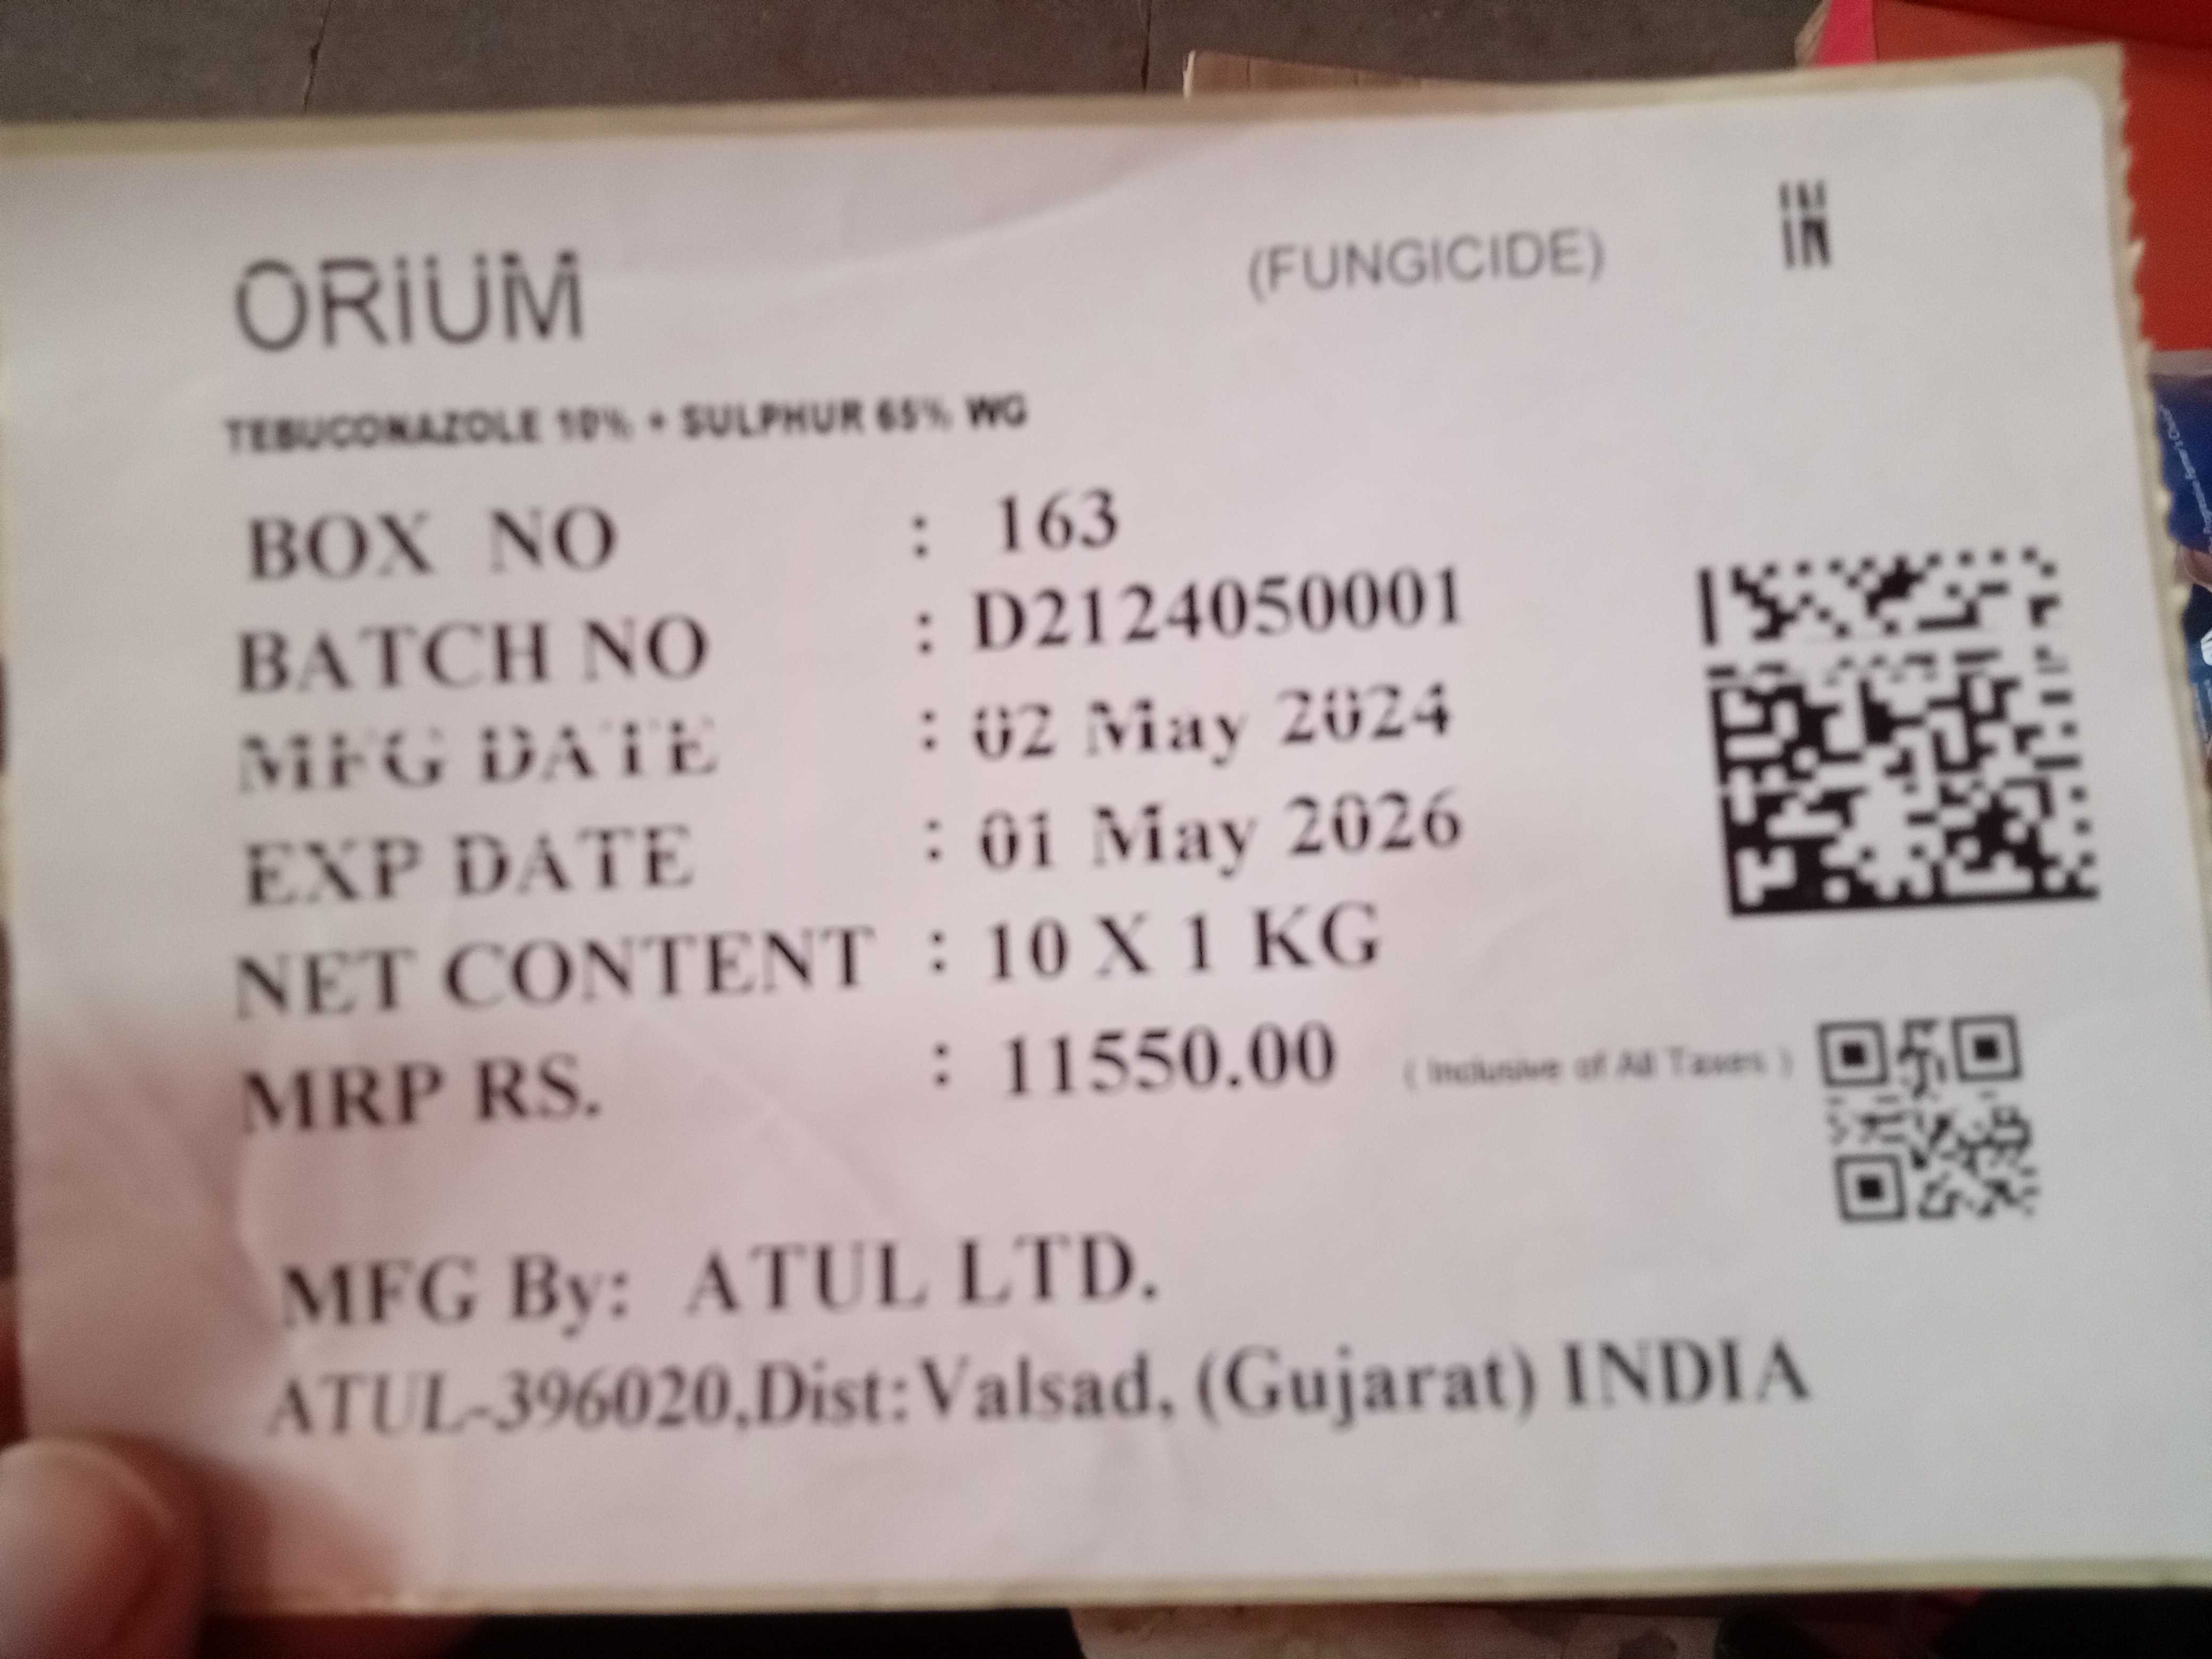 ORIUM (FUNGICIDE) IN
TEBUCONAZOLE 10% + SULPHUR 65% WG
BOX NO : 163
BATCH NO : D2124050001
MFG DATE : 02 May 2024
EXP DATE : 01 May 2026
NET CONTENT : 10 X 1 KG
MRP RS. : 11550.00 ( Inclusive of All Taxes )
MFG By: ATUL LTD.
ATUL-396020,Dist:Valsad, (Gujarat) INDIA